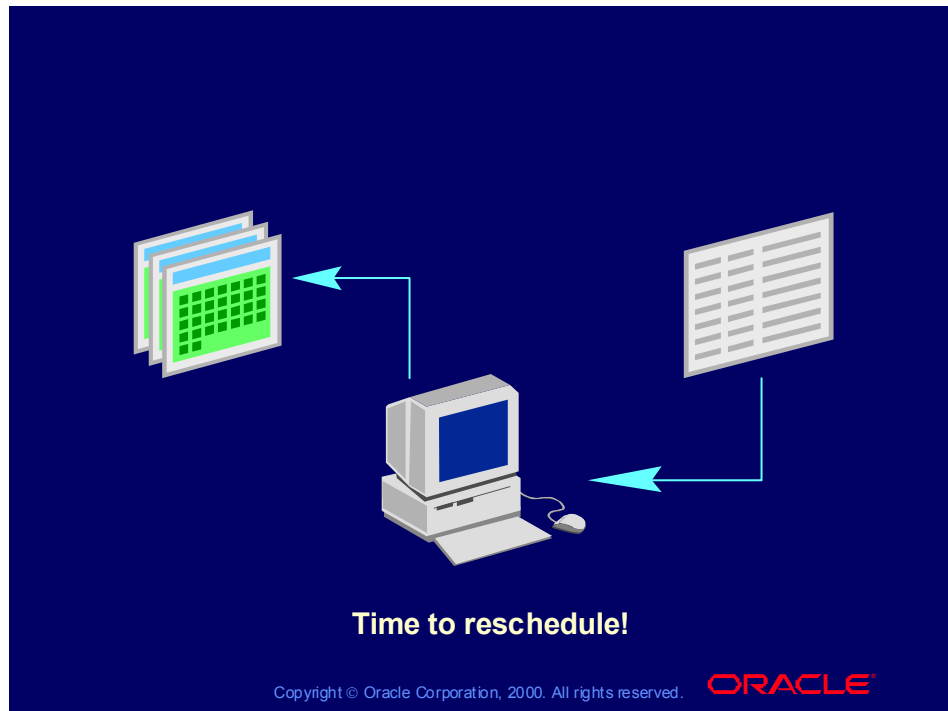 Time to reschedule!
Copyright © Oracle Corporation, 2000. All rights reserved.
ORACLE®